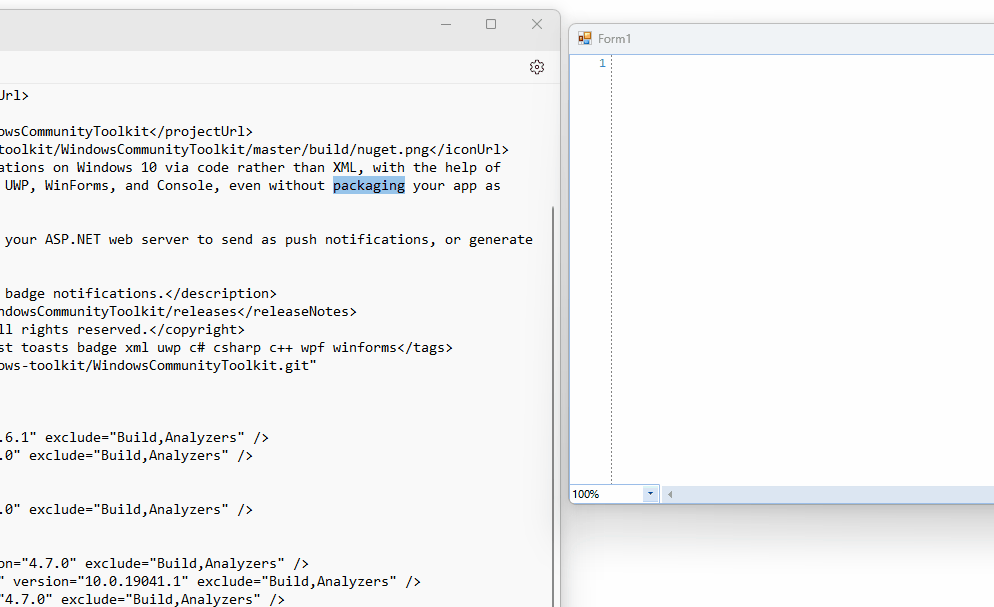 Url>
owsCommunityToolkit</projectUrl>
toolkit/WindowsCommunityToolkit/master/build/nuget.png</iconUrl>
ations on Windows 10 via code rather than XML, with the help of
UWP, WinForms, and Console, even without packaging your app as
your ASP.NET web server to send as push notifications, or generate
badge notifications.</description>
ndowsCommunityToolkit/releases</releaseNotes>
ll rights reserved.</copyright>
st toasts badge xml uwp c# csharp c++ wpf winforms</tags>
ows-toolkit/WindowsCommunityToolkit.git"
.6.1" exclude="Build,Analyzers" />
.0" exclude="Build,Analyzers" />
.0" exclude="Build,Analyzers" />
on="4.7.0" exclude="Build,Analyzers" />
" version="10.0.19041.1" exclude="Build,Analyzers" />
"4.7.0" exclude="Build,Analyzers" />
Form1
1
100%